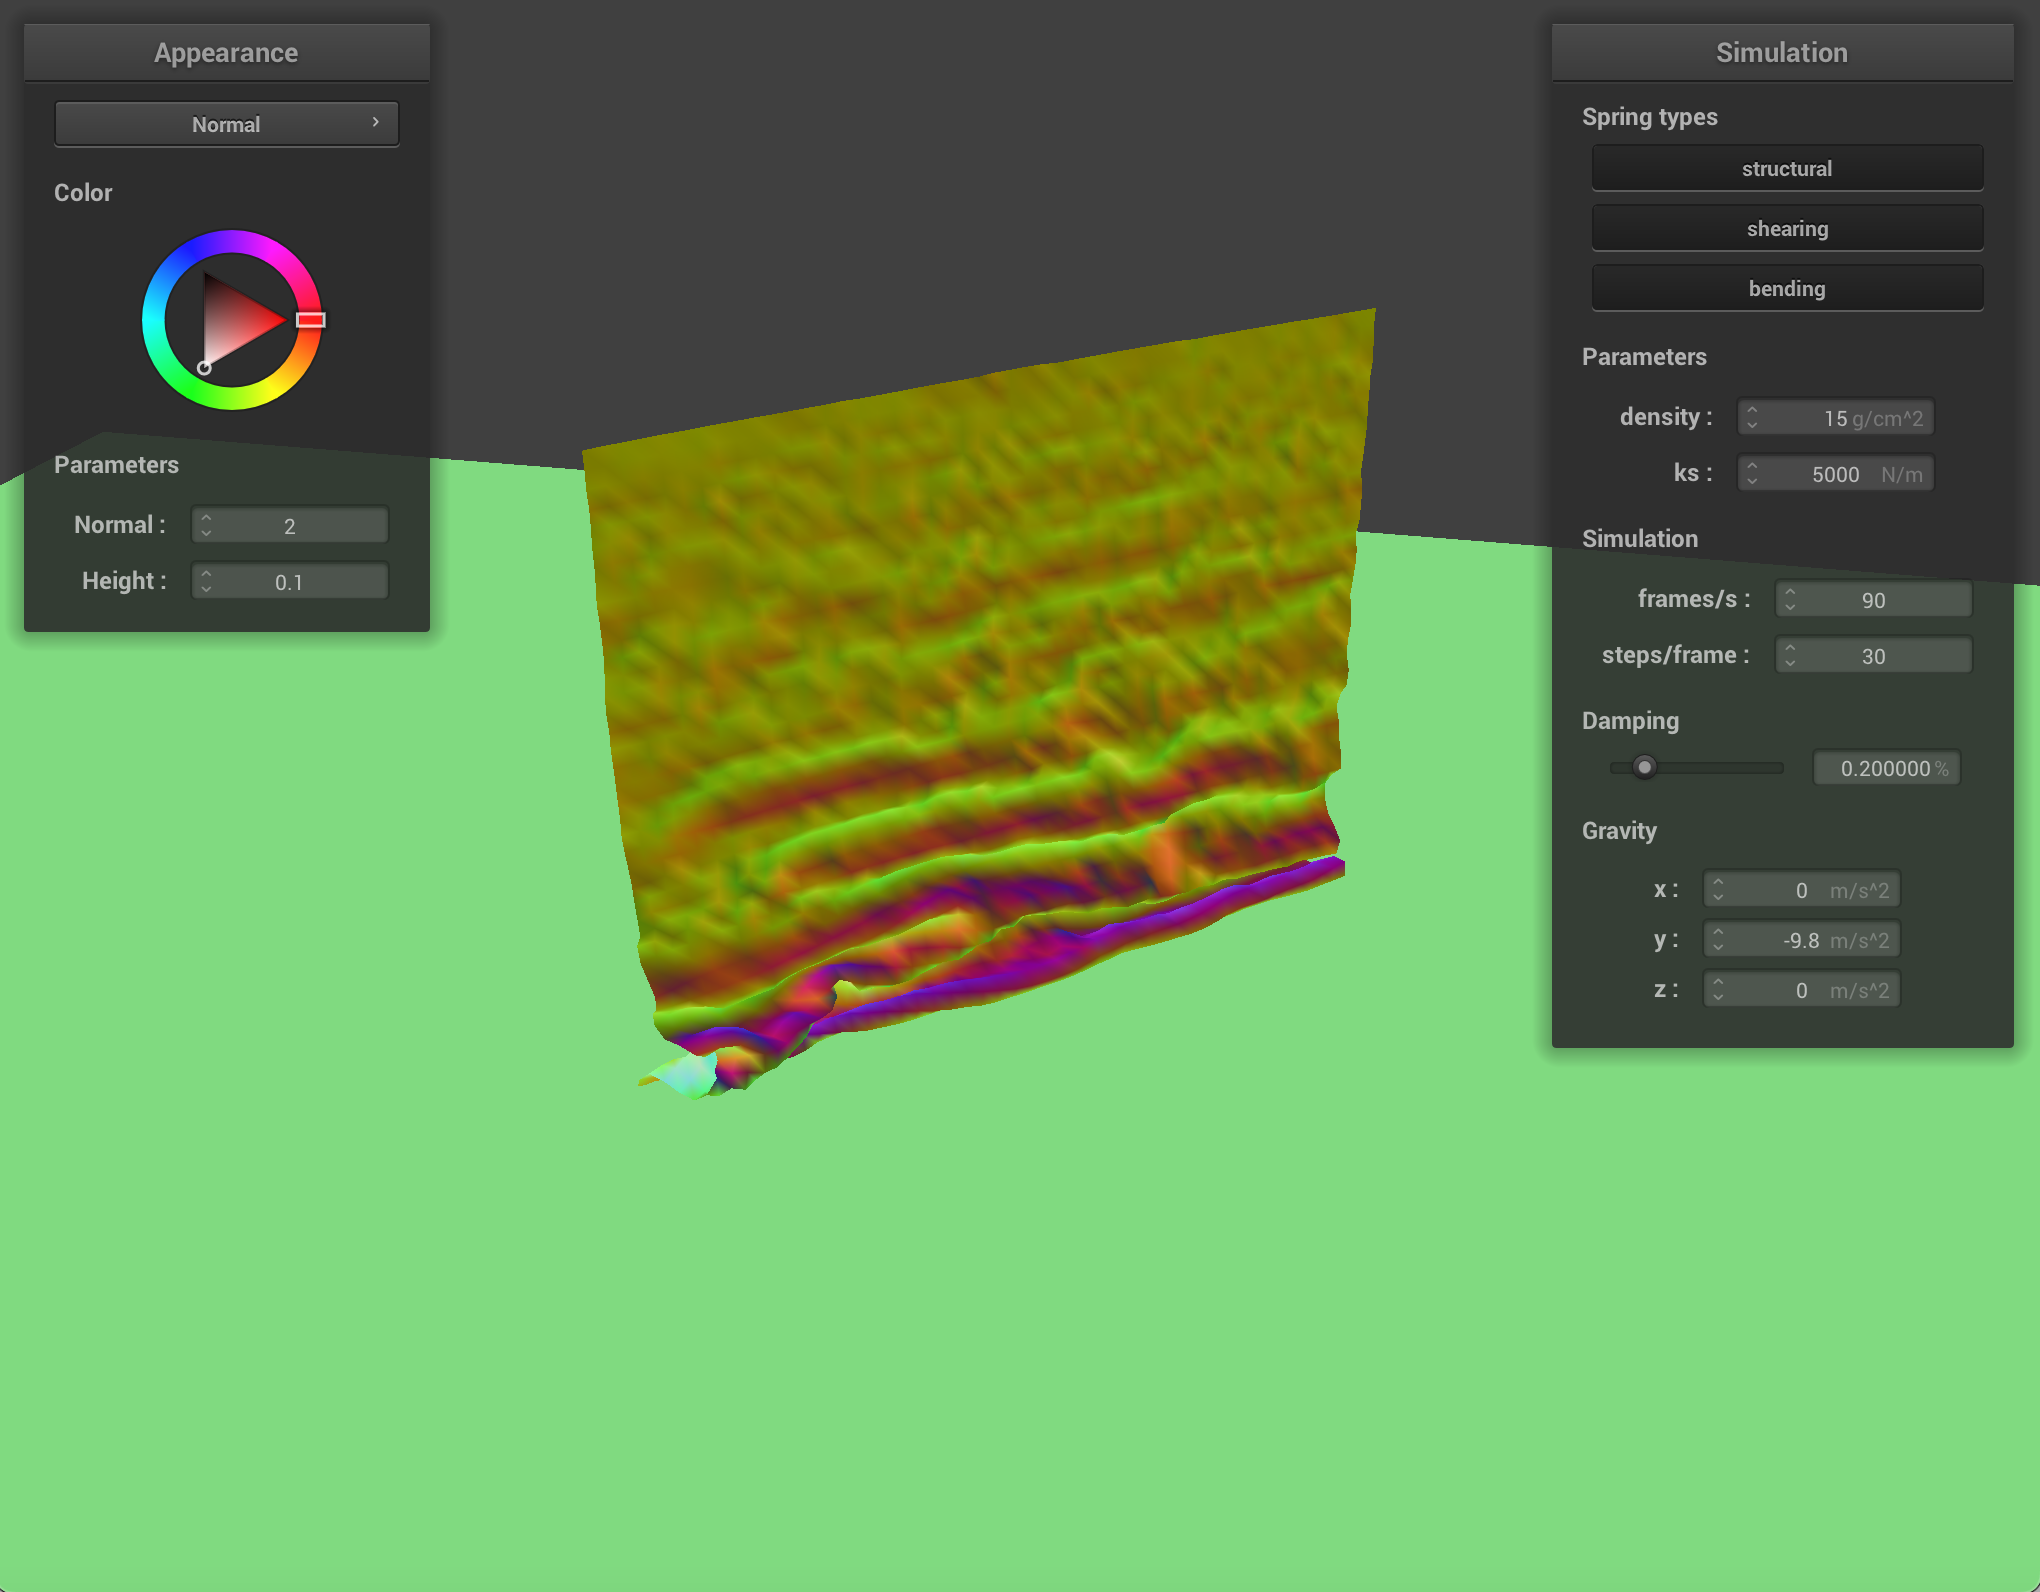 Appearance
Normal
Color
Parameters
Normal : 2
Height : 0.1
Simulation
Spring types
structural
shearing
bending
Parameters
density : 15 g/cm^2
ks : 5000 N/m
Simulation
frames/s : 90
steps/frame : 30
Damping
0.200000 %
Gravity
x : 0 m/s^2
y : -9.8 m/s^2
z : 0 m/s^2